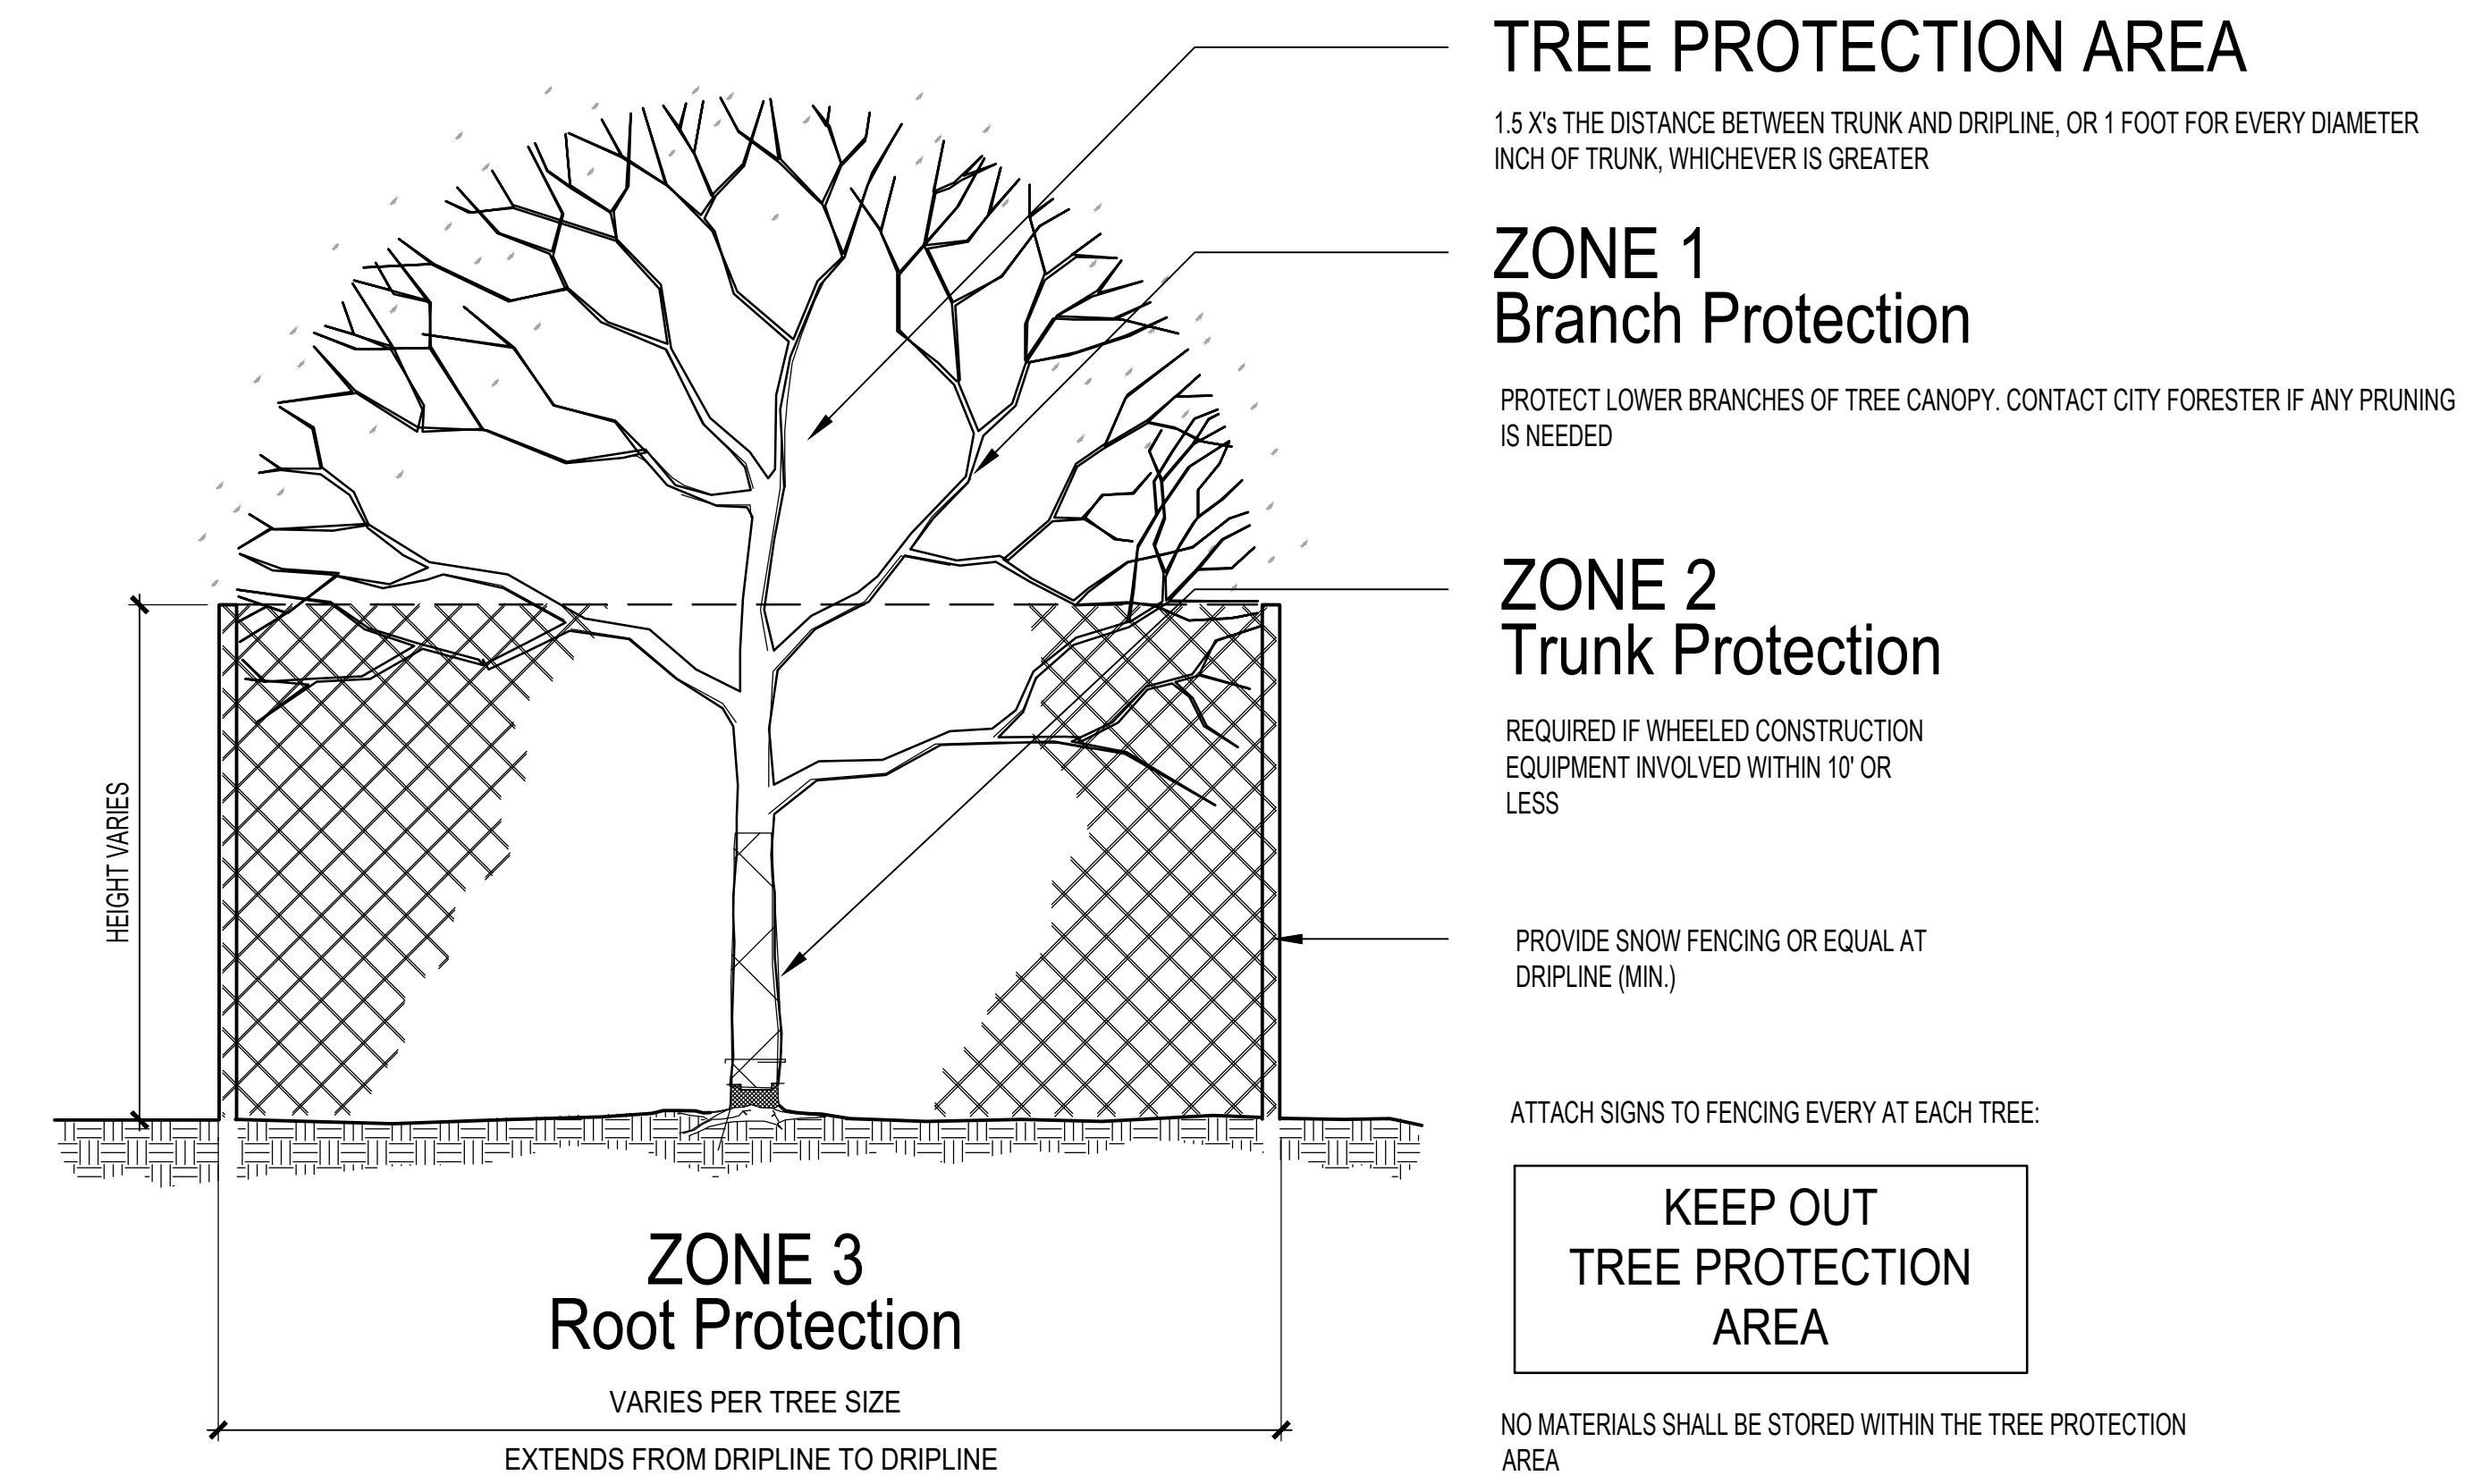 TREE PROTECTION AREA
1.5 X's THE DISTANCE BETWEEN TRUNK AND DRIPLINE, OR 1 FOOT FOR EVERY DIAMETER
INCH OF TRUNK, WHICHEVER IS GREATER
ZONE 1
Branch Protection
PROTECT LOWER BRANCHES OF TREE CANOPY. CONTACT CITY FORESTER IF ANY PRUNING
IS NEEDED
ZONE 2
Trunk Protection
REQUIRED IF WHEELED CONSTRUCTION
EQUIPMENT INVOLVED WITHIN 10' OR
LESS
HEIGHT VARIES
PROVIDE SNOW FENCING OR EQUAL AT
DRIPLINE (MIN.)
ATTACH SIGNS TO FENCING EVERY AT EACH TREE:
KEEP OUT
TREE PROTECTION
AREA
NO MATERIALS SHALL BE STORED WITHIN THE TREE PROTECTION
AREA
ZONE 3
Root Protection
VARIES PER TREE SIZE
EXTENDS FROM DRIPLINE TO DRIPLINE